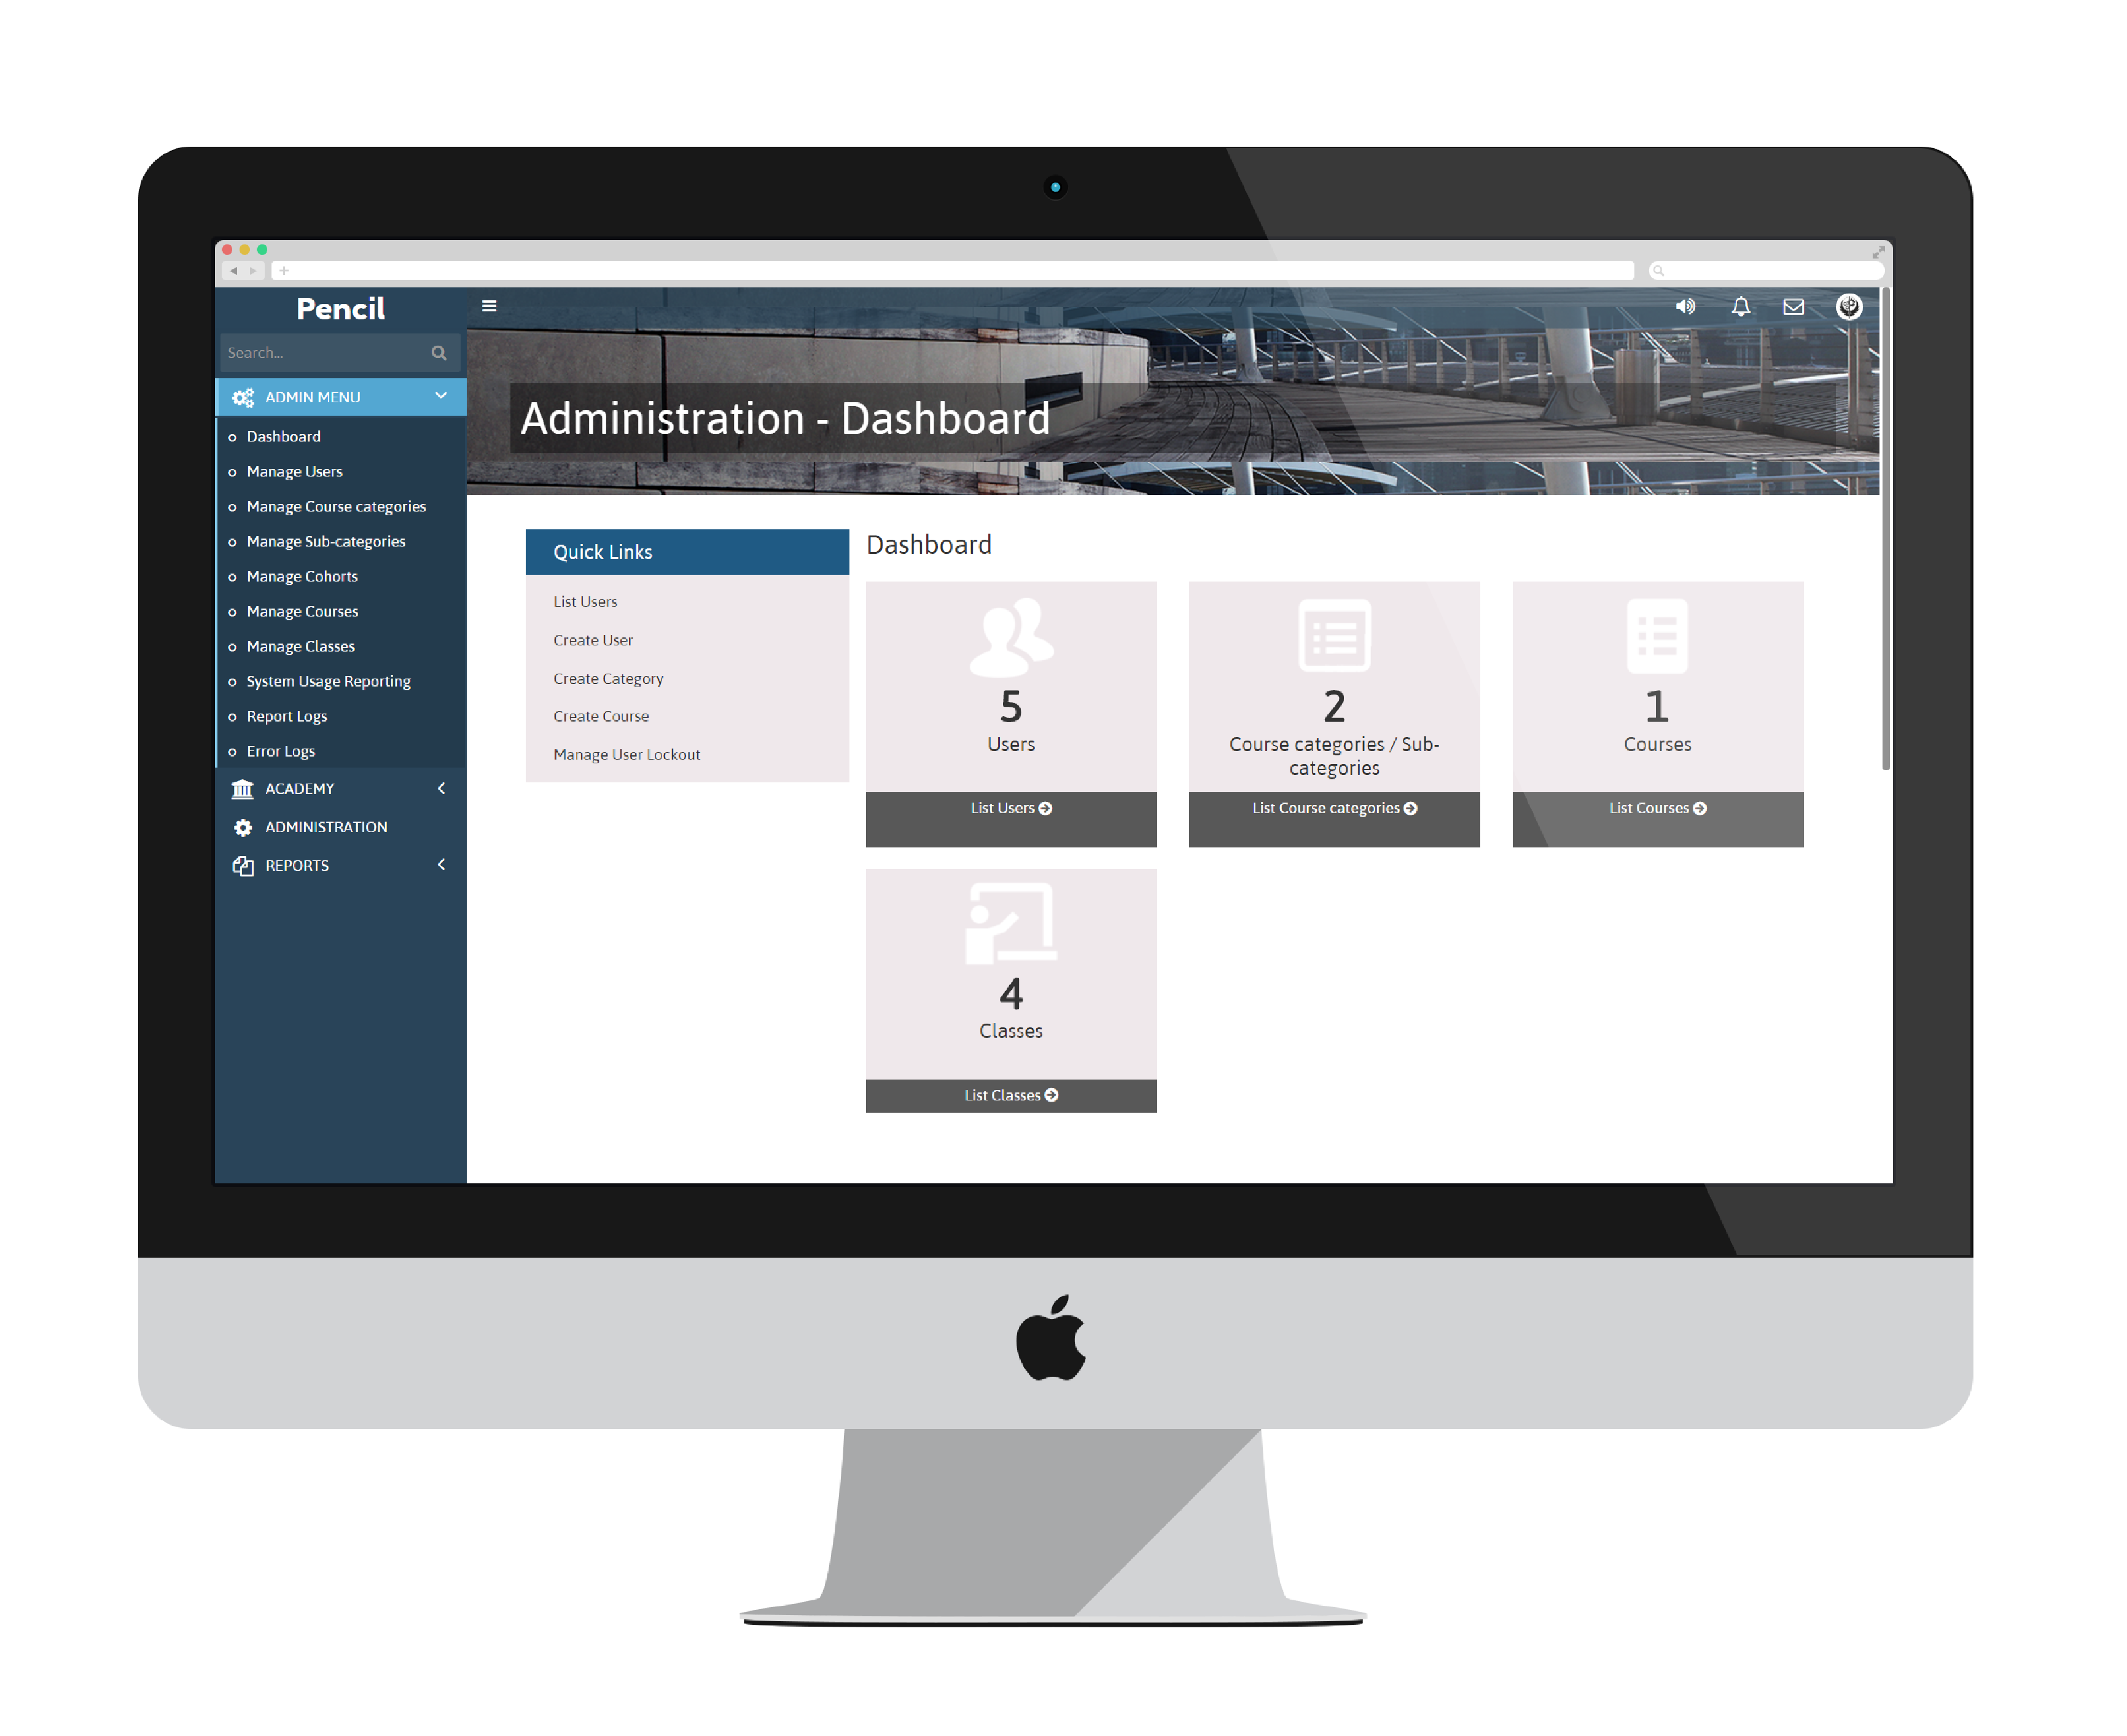 Pencil
Search...
ADMIN MENU
Dashboard
Manage Users
Manage Course categories
Manage Sub-categories
Manage Cohorts
Manage Courses
Manage Classes
System Usage Reporting
Report Logs
Error Logs
ACADEMY
ADMINISTRATION
REPORTS
Administration - Dashboard
Quick Links
List Users
Create User
Create Category
Create Course
Manage User Lockout
Dashboard
5
Users
List Users
2
Course categories / Sub-
categories
List Course categories
1
Courses
List Courses
4
Classes
List Classes